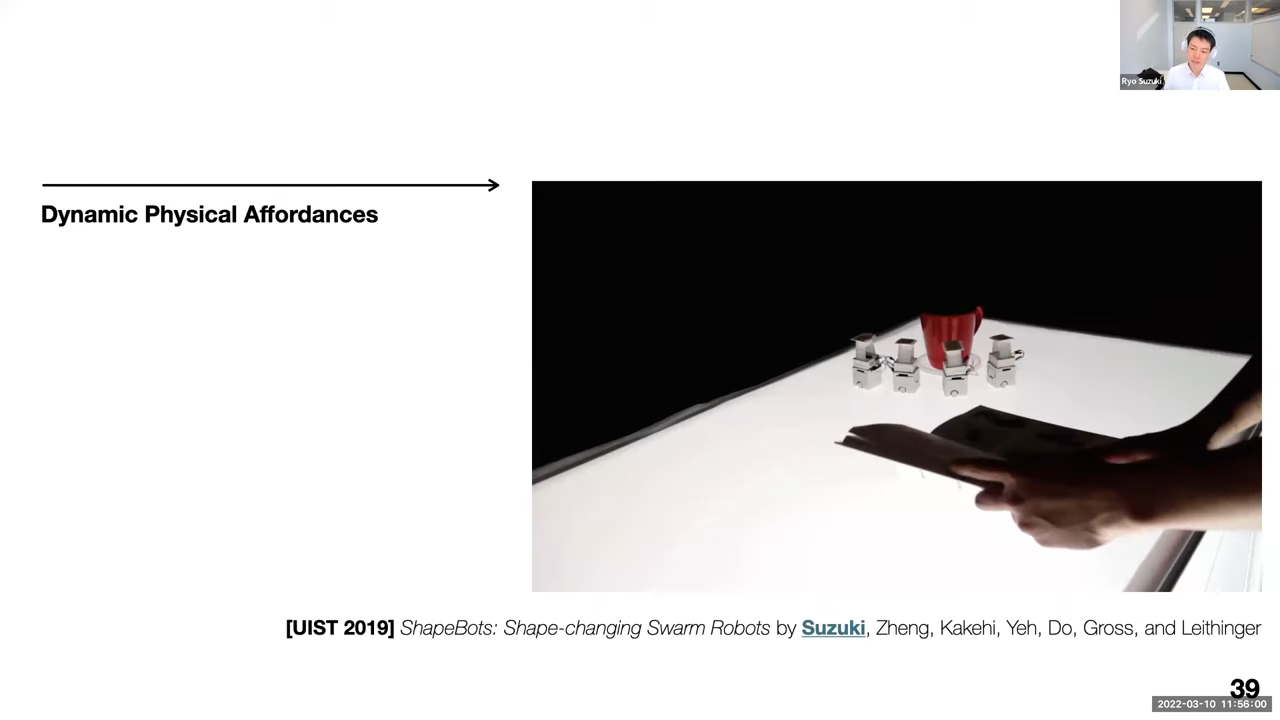 Ryo Suzuki
Dynamic Physical Affordances
[UIST 2019] ShapeBots: Shape-changing Swarm Robots by Suzuki, Zheng, Kakehi, Yeh, Do, Gross, and Leithinger
39
2022-03-10 11:56:00